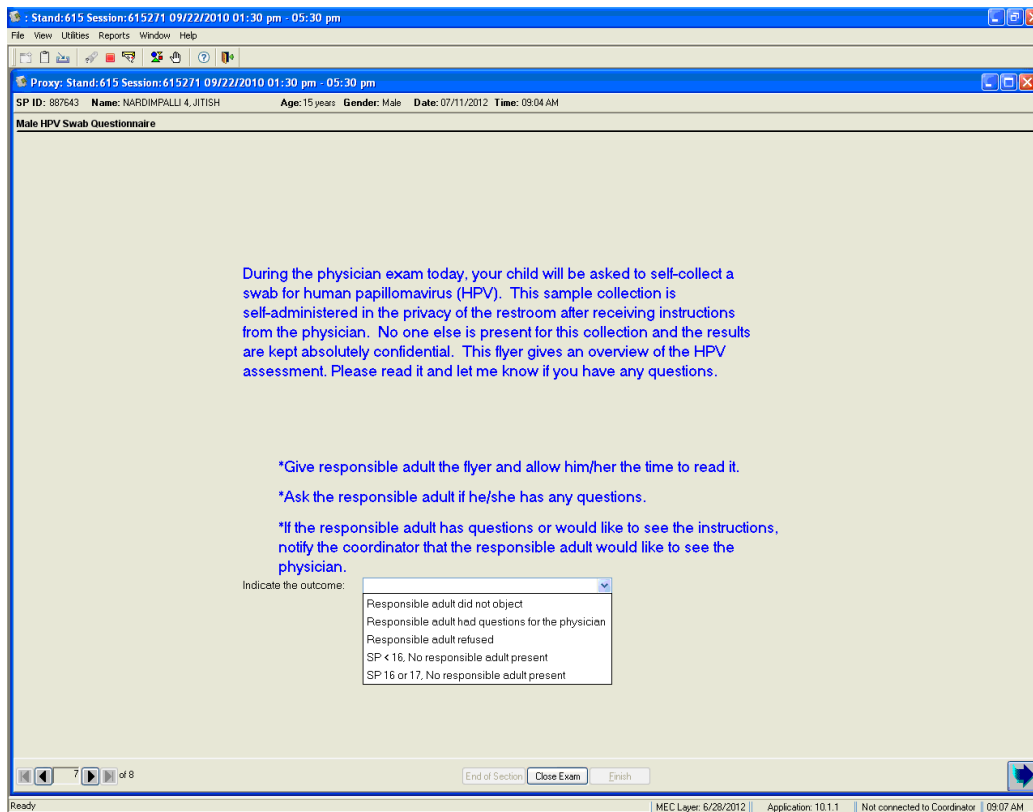 : Stand:615 Session:615271 09/22/2010 01:30 pm - 05:30 pm
File View Utilities Reports Window Help
Proxy: Stand:615 Session:615271 09/22/2010 01:30 pm - 05:30 pm
SP ID: 887643 Name: NARDIMPALLI 4, JITISH Age: 15 years Gender: Male Date: 07/11/2012 Time: 09:04 AM
Male HPV Swab Questionnaire
During the physician exam today, your child will be asked to self-collect a
swab for human papillomavirus (HPV). This sample collection is
self-administered in the privacy of the restroom after receiving instructions
from the physician. No one else is present for this collection and the results
are kept absolutely confidential. This flyer gives an overview of the HPV
assessment. Please read it and let me know if you have any questions.
*Give responsible adult the flyer and allow him/her the time to read it.
*Ask the responsible adult if he/she has any questions.
*If the responsible adult has questions or would like to see the instructions,
notify the coordinator that the responsible adult would like to see the
physician.
Indicate the outcome:
Responsible adult did not object
Responsible adult had questions for the physician
Responsible adult refused
SP < 16, No responsible adult present
SP 16 or 17, No responsible adult present
7 of 8 End of Section Close Exam Finish
Ready MEC Layer: 6/28/2012 Application: 10.1.1 Not connected to Coordinator 09:07 AM